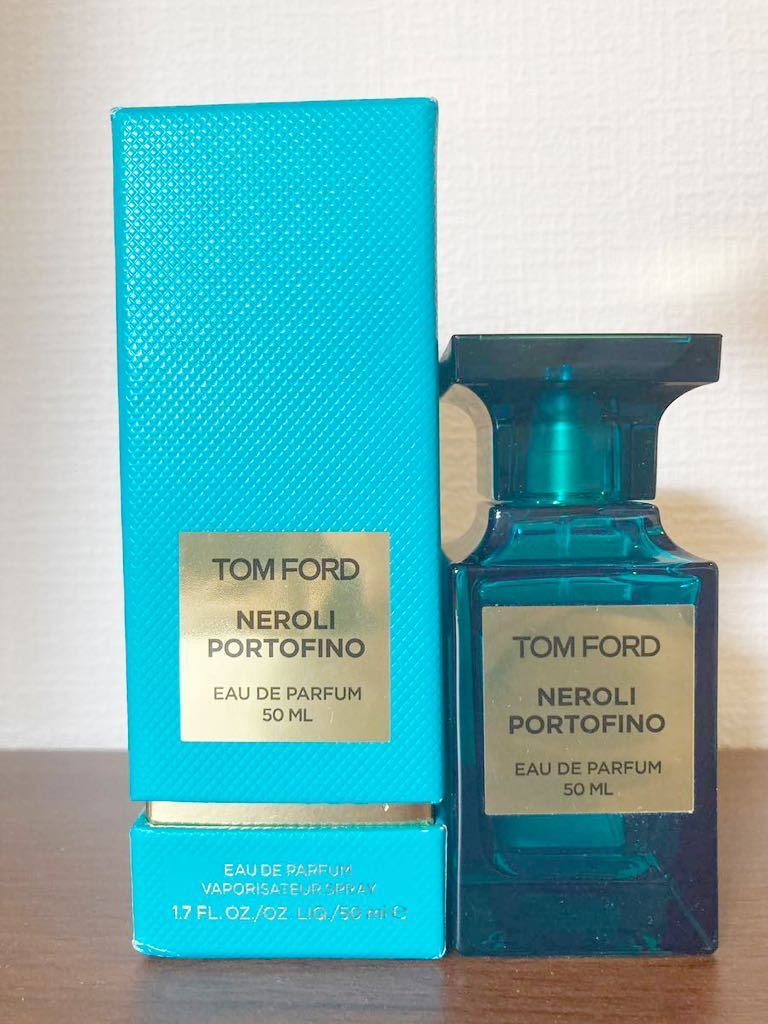 TOM FORD
NEROLI
PORTOFINO
EAU DE PARFUM
50 ML
EAU DE PARFUM
VAPORISATEUR SPRAY
1.7 FL. OZ./OZ. LIQ./50 ml ℮
TOM FORD
NEROLI
PORTOFINO
EAU DE PARFUM
50 ML